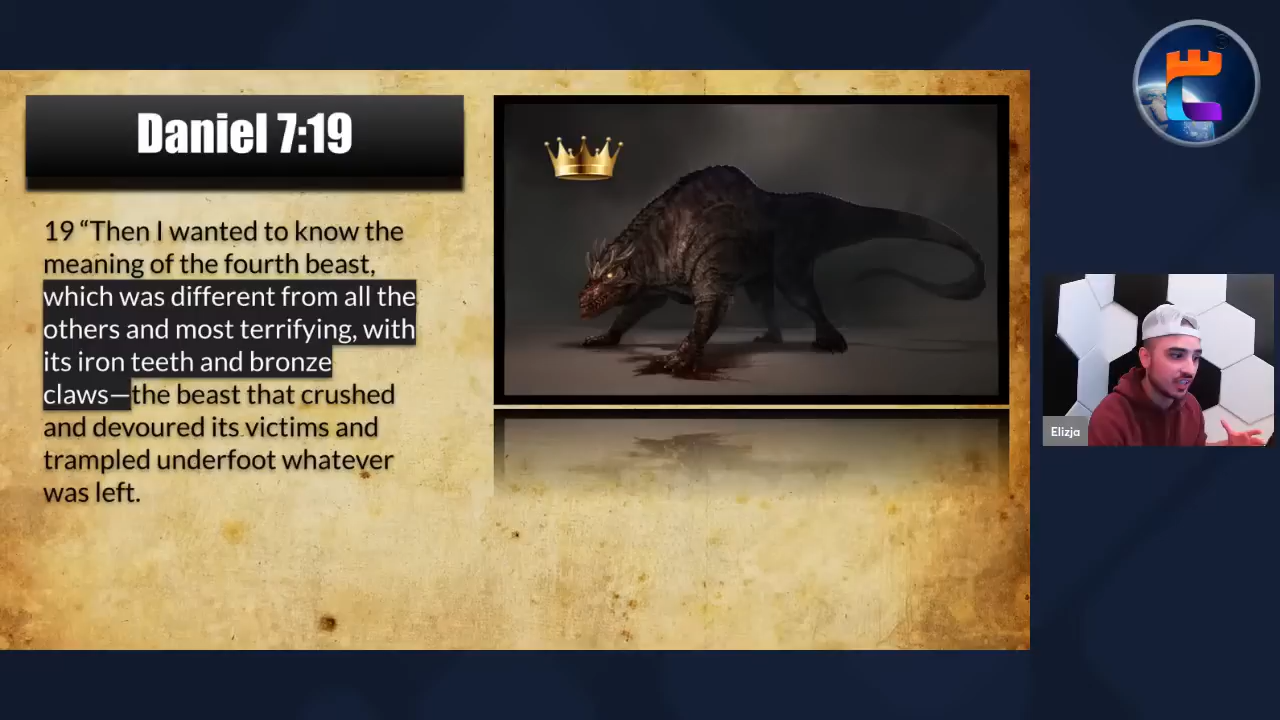 Daniel 7:19
19 “Then I wanted to know the
meaning of the fourth beast,
which was different from all the
others and most terrifying, with
its iron teeth and bronze
claws—the beast that crushed
and devoured its victims and
trampled underfoot whatever
was left.
Elizja